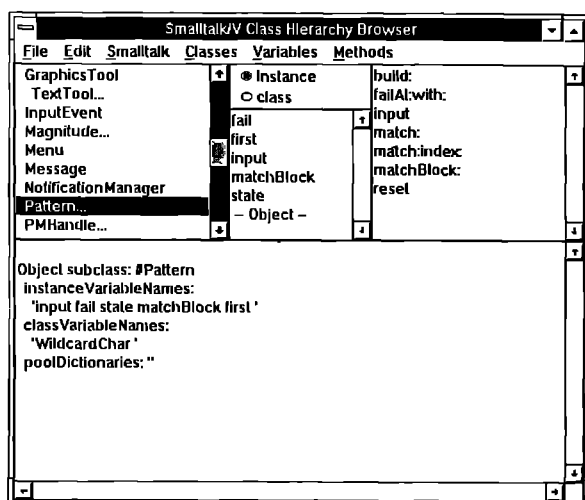 Smalltalk/V Class Hierarchy Browser
File Edit Smalltalk Classes Variables Methods
GraphicsTool
TextTool...
InputEvent
Magnitude...
Menu
Message
NotificationManager
Pattern...
PMHandle...
instance
class
fail
first
input
matchBlock
state
– Object –
build:
failAt:with:
input
match:
match:index:
matchBlock:
reset
Object subclass: #Pattern
instanceVariableNames:
'input fail state matchBlock first '
classVariableNames:
'WildcardChar '
poolDictionaries: ''